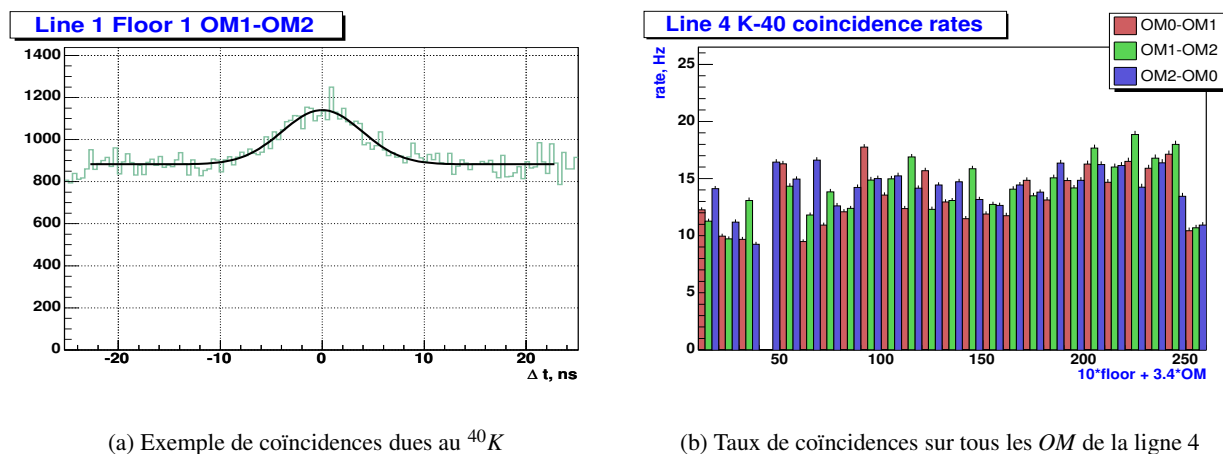 Line 1 Floor 1 OM1-OM2
1400
1200
1000
800
600
400
200
0
-20
0
10
20
Δ t, ns
(a) Exemple de coïncidences dues au ⁴⁰K
Line 4 K-40 coincidence rates
OM0-OM1
OM1-OM2
OM2-OM0
rate, Hz
25
20
15
10
5
0
50
100
150
200
250
10*floor + 3.4*OM
(b) Taux de coïncidences sur tous les OM de la ligne 4